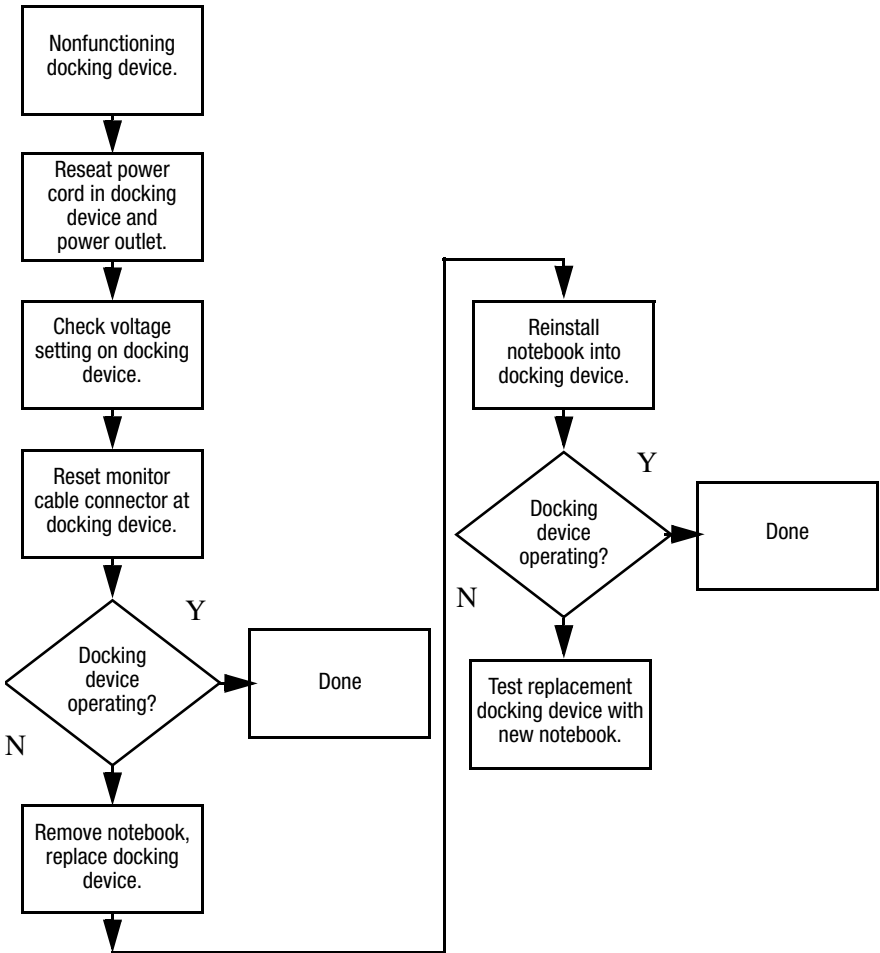 Nonfunctioning
docking device.
Reseat power
cord in docking
device and
power outlet.
Check voltage
setting on docking
device.
Reset monitor
cable connector at
docking device.
Docking
device
operating?
Y
Done
N
Remove notebook,
replace docking
device.
Reinstall
notebook into
docking device.
Docking
device
operating?
Y
Done
N
Test replacement
docking device with
new notebook.